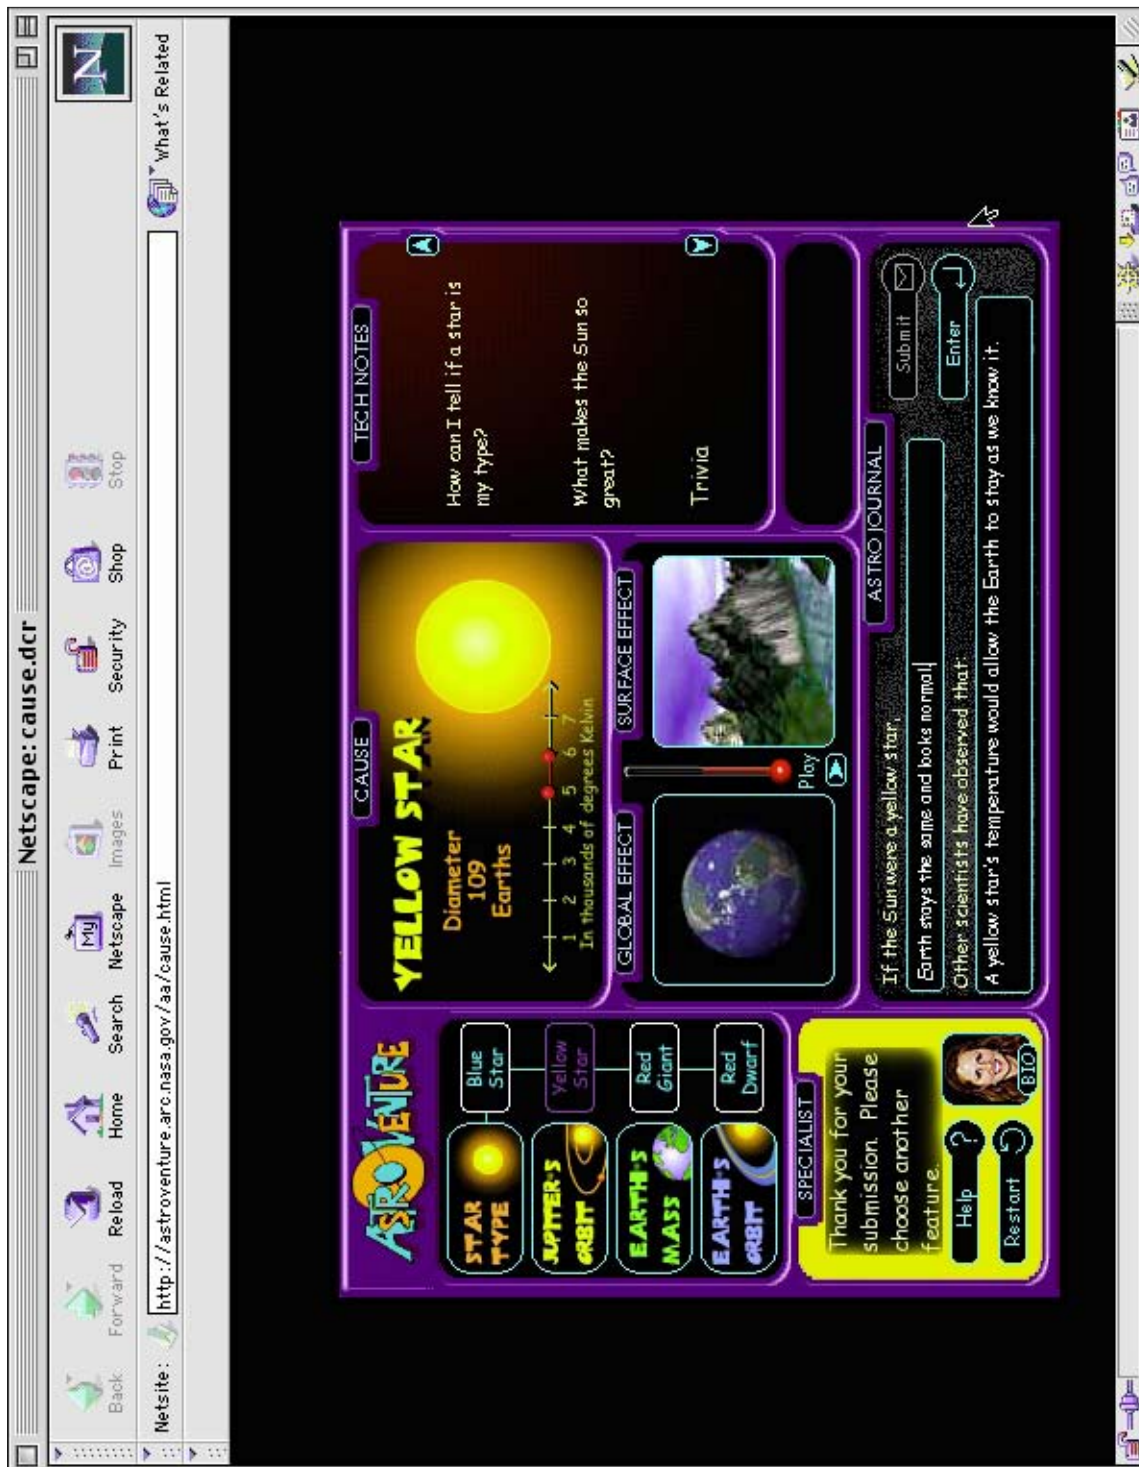 Netscape: cause.dcr
Back Forward Reload Home Search Netscape Images Print Security Shop Stop
My
N
Netsite: http://astroventure.arc.nasa.gov/aa/cause.html What's Related
ASTROVENTURE
STAR
TYPE
JUPITER'S
ORBIT
EARTH'S
MASS
EARTH'S
ORBIT
Blue
Star
Yellow
Star
Red
Giant
Red
Dwarf
CAUSE
YELLOW STAR
Diameter
109
Earths
1 2 3 4 5 6 7
In thousands of degrees Kelvin
TECH NOTES
How can I tell if a star is
my type?
What makes the Sun so
great?
Trivia
GLOBAL EFFECT
SURFACE EFFECT
Play
SPECIALIST
Thank you for your
submission. Please
choose another
feature.
Help ?
Restart
BIO
ASTRO JOURNAL
If the Sun were a yellow star,
Earth stays the same and looks normal
Submit
Other scientists have observed that:
Enter
A yellow star's temperature would allow the Earth to stay as we know it.